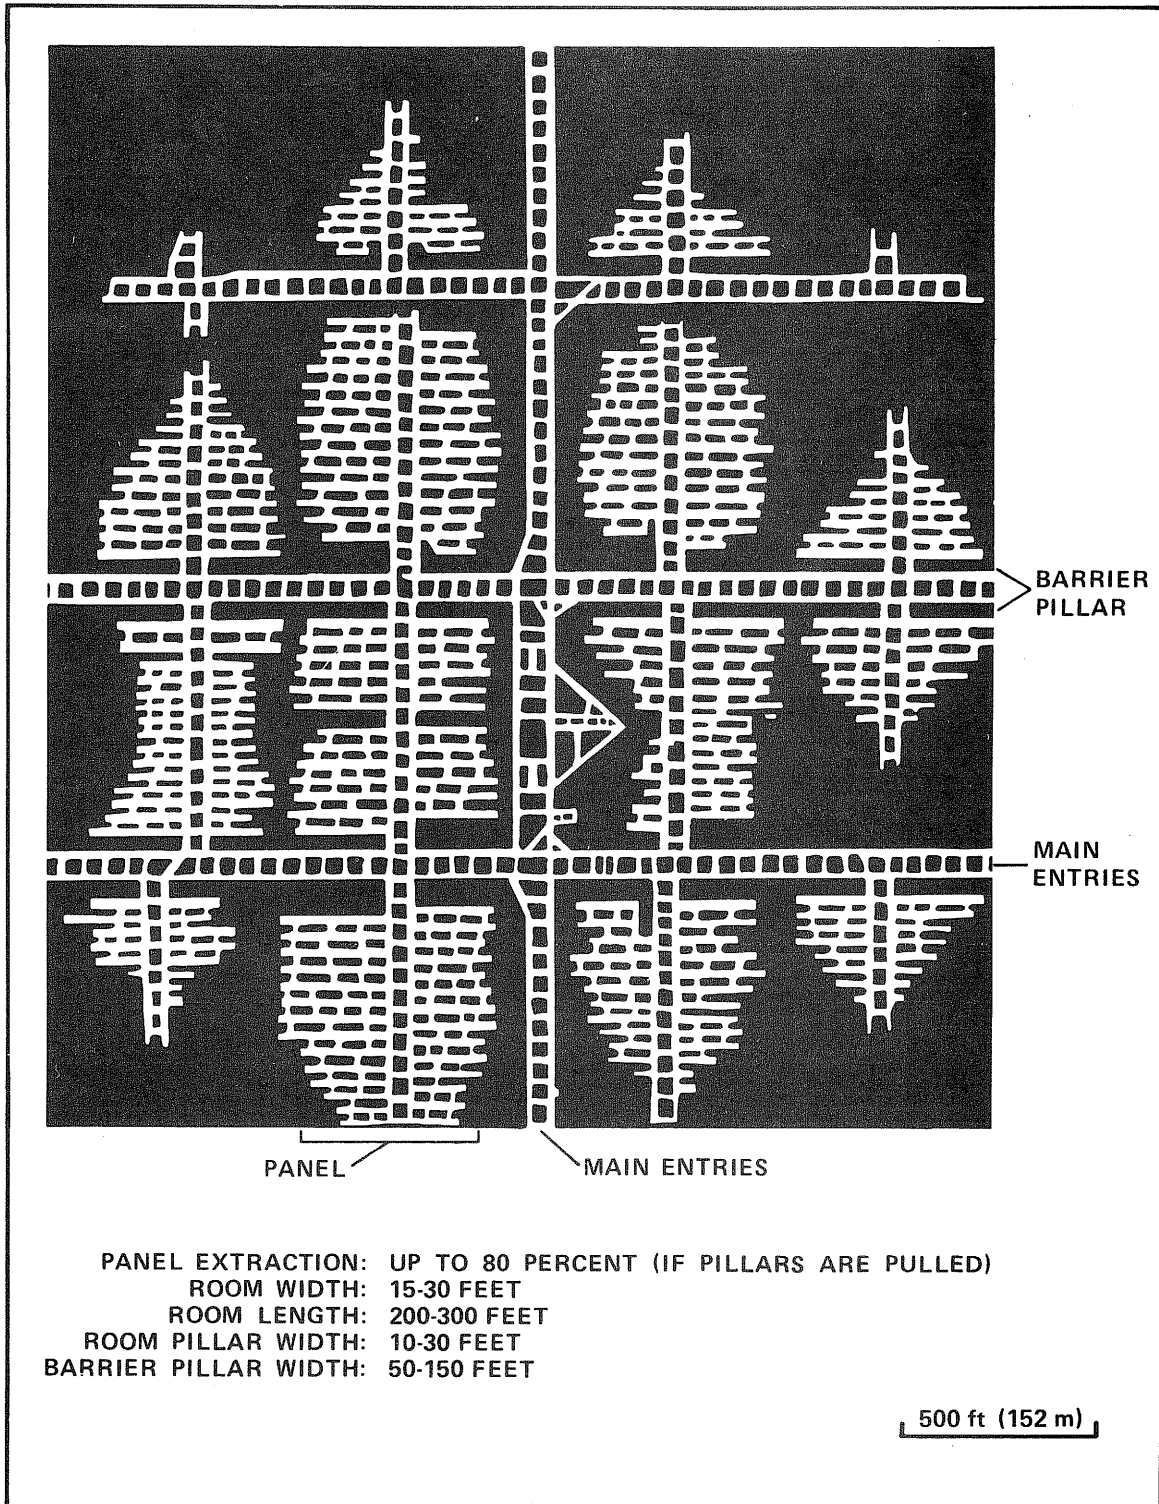 BARRIER
PILLAR
MAIN
ENTRIES
PANEL
MAIN ENTRIES
PANEL EXTRACTION: UP TO 80 PERCENT (IF PILLARS ARE PULLED)
ROOM WIDTH: 15-30 FEET
ROOM LENGTH: 200-300 FEET
ROOM PILLAR WIDTH: 10-30 FEET
BARRIER PILLAR WIDTH: 50-150 FEET
500 ft (152 m)